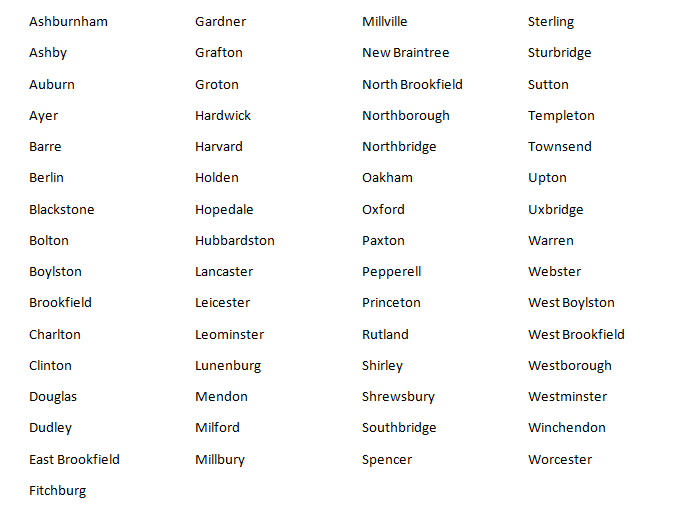 Ashburnham
Ashby
Auburn
Ayer
Barre
Berlin
Blackstone
Bolton
Boylston
Brookfield
Charlton
Clinton
Douglas
Dudley
East Brookfield
Fitchburg
Gardner
Grafton
Groton
Hardwick
Harvard
Holden
Hopedale
Hubbardston
Lancaster
Leicester
Leominster
Lunenburg
Mendon
Milford
Millbury
Millville
New Braintree
North Brookfield
Northborough
Northbridge
Oakham
Oxford
Paxton
Pepperell
Princeton
Rutland
Shirley
Shrewsbury
Southbridge
Spencer
Sterling
Sturbridge
Sutton
Templeton
Townsend
Upton
Uxbridge
Warren
Webster
West Boylston
West Brookfield
Westborough
Westminster
Winchendon
Worcester